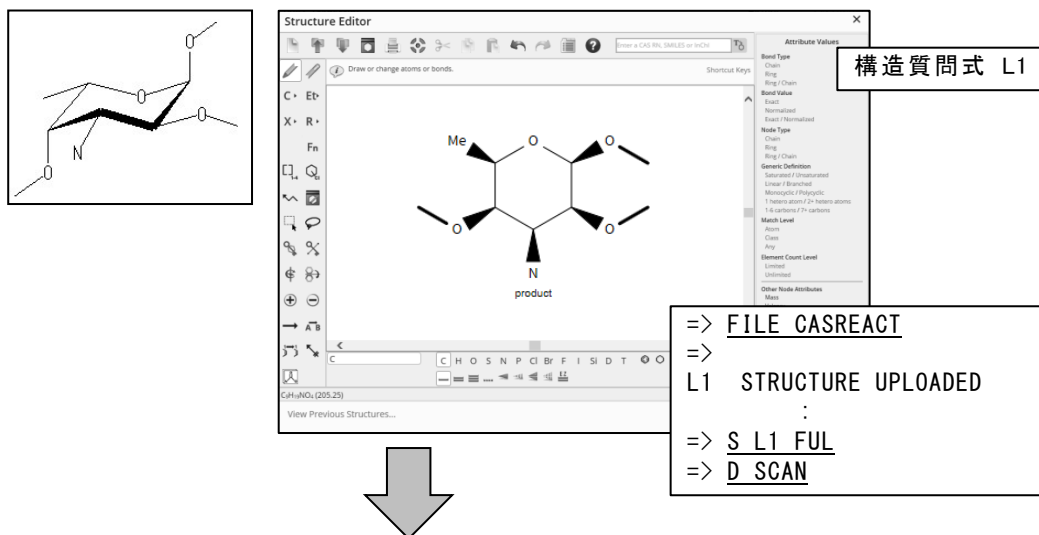 O
O
O
N
O
Structure Editor
×
Enter a CAS RN, SMILES or InChI
Draw or change atoms or bonds.
Shortcut Keys
C
Et
X
R
Fn
A B
Me
O
O
O
O
N
product
C
C H O S N P Cl Br F I Si D T
C₉H₁₉NO₄ (205.25)
View Previous Structures...
Attribute Values
Bond Type
Chain
Ring
Ring / Chain
Bond Value
Exact
Normalized
Exact / Normalized
Node Type
Chain
Ring
Ring / Chain
Generic Definition
Saturated / Unsaturated
Linear / Branched
Monocyclic / Polycyclic
1 hetero atom / 2+ hetero atoms
1-6 carbons / 7+ carbons
Match Level
Atom
Class
Any
Element Count Level
Limited
Unlimited
Other Node Attributes
Mass
構造質問式 L1
=> FILE CASREACT
=>
L1 STRUCTURE UPLOADED
:
=> S L1 FUL
=> D SCAN